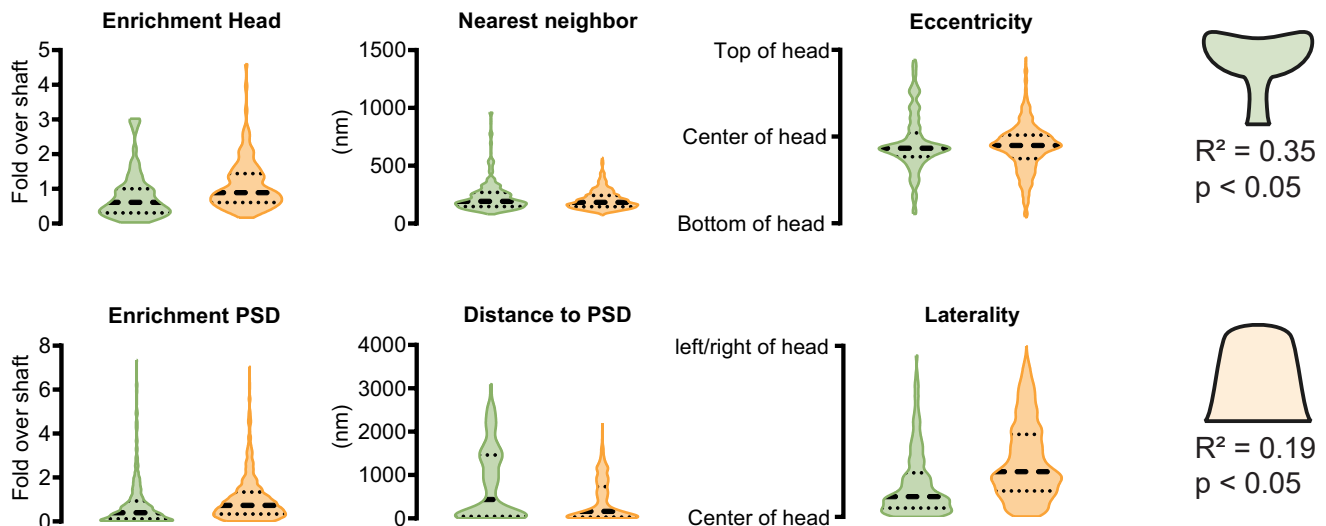 Enrichment Head
Fold over shaft
5
4
3
2
1
0
Nearest neighbor
(nm)
1500
1000
500
0
Eccentricity
Top of head
Center of head
Bottom of head
R² = 0.35
p < 0.05
Enrichment PSD
Fold over shaft
8
6
4
2
0
Distance to PSD
(nm)
4000
3000
2000
1000
0
Laterality
left/right of head
Center of head
R² = 0.19
p < 0.05